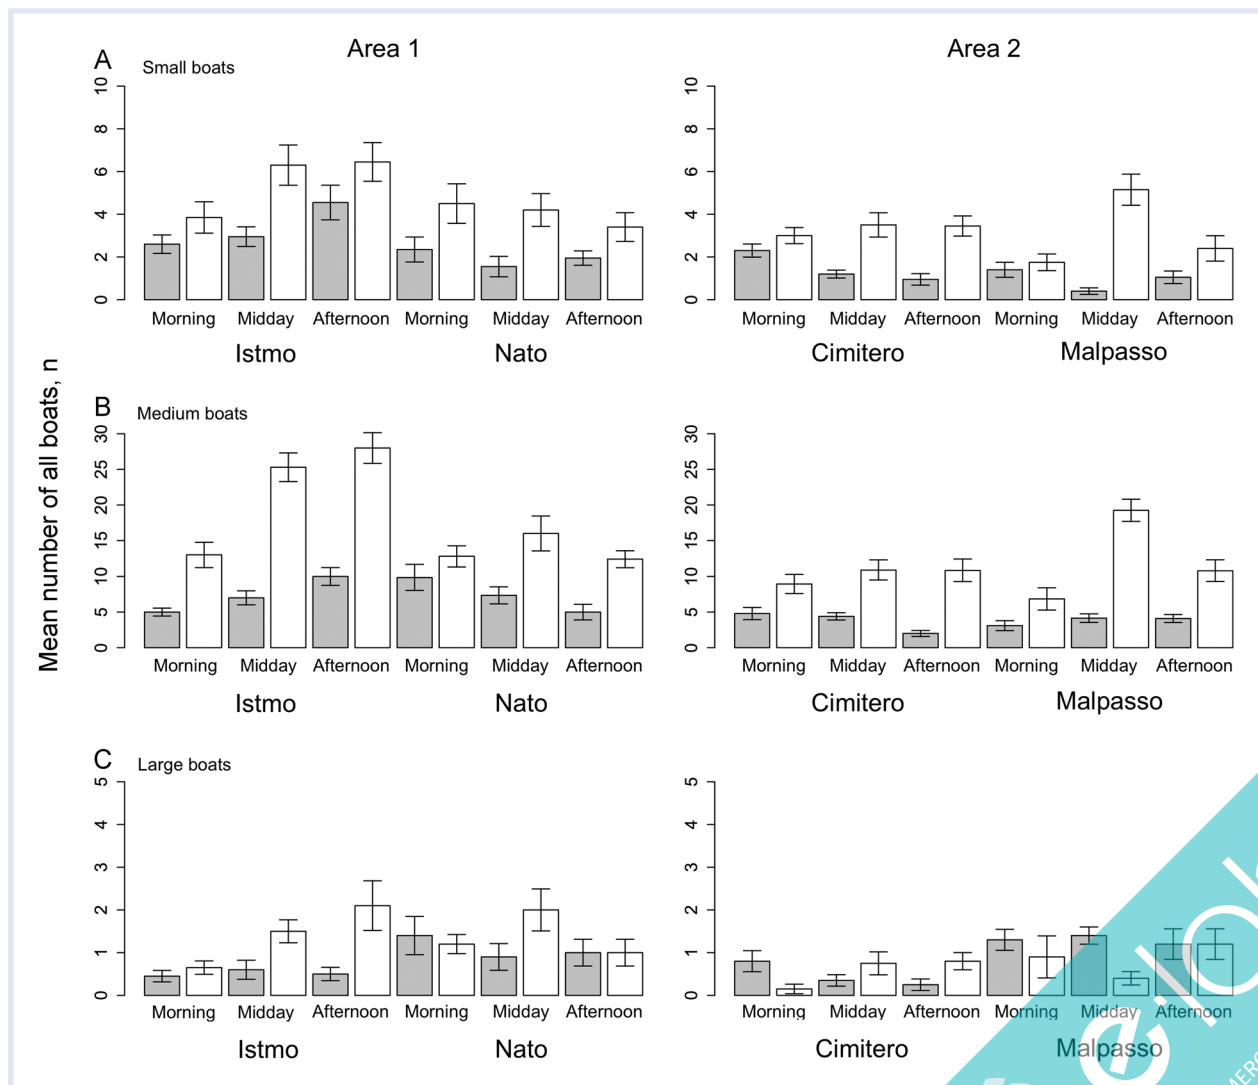 Area 1
Area 2
A
Small boats
10
8
6
4
2
0
10
8
6
4
2
0
Morning Midday Afternoon Morning Midday Afternoon
Morning Midday Afternoon Morning Midday Afternoon
Istmo Nato
Cimitero Malpasso
Mean number of all boats, n
B
Medium boats
30
25
20
15
10
5
0
30
25
20
15
10
5
0
Morning Midday Afternoon Morning Midday Afternoon
Morning Midday Afternoon Morning Midday Afternoon
Istmo Nato
Cimitero Malpasso
C
Large boats
5
4
3
2
1
0
5
4
3
2
1
0
Morning Midday Afternoon Morning Midday Afternoon
Morning Midday Afternoon Morning Midday Afternoon
Istmo Nato
Cimitero Malpasso